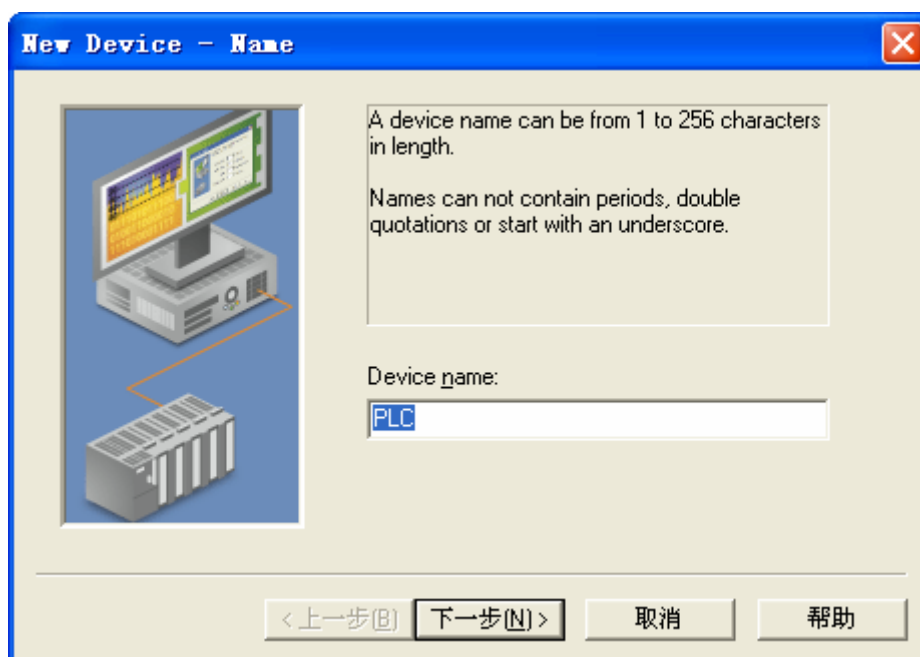 New Device - Name
A device name can be from 1 to 256 characters
in length.
Names can not contain periods, double
quotations or start with an underscore.
Device name:
PLC
<上一步(B) 下一步(N)> 取消 帮助